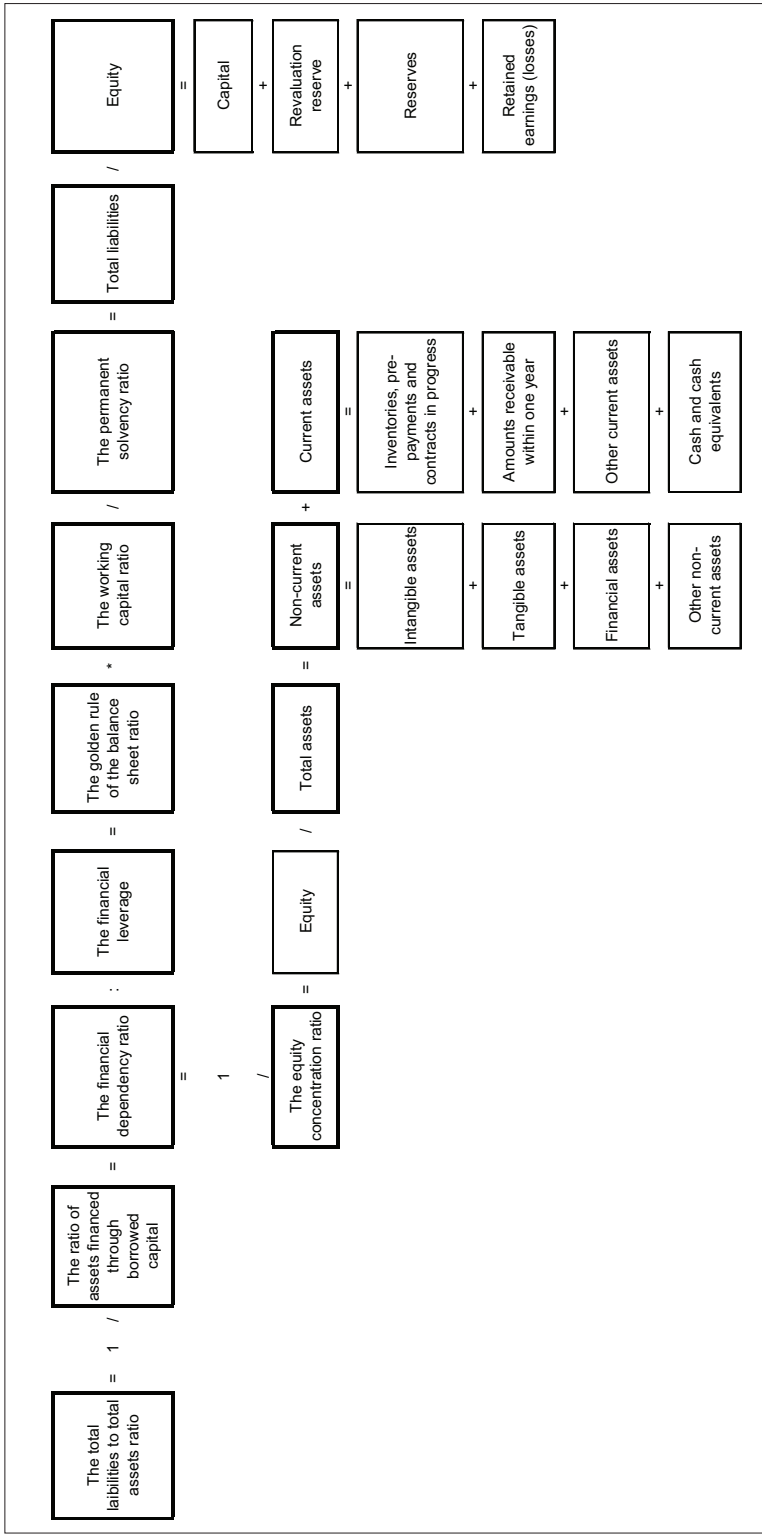 The total
laibilities to total
assets ratio
=
1
/
The ratio of
assets financed
through
borrowed
capital
=
The financial
dependency ratio
:
The financial
leverage
=
The golden rule
of the balance
sheet ratio
*
The working
capital ratio
/
The permanent
solvency ratio
=
Total liabilities
/
Equity
=
1
/
The equity
concentration ratio
=
Equity
/
Total assets
=
Non-current
assets
+
Current assets
=
Capital
+
Revaluation
reserve
+
Reserves
+
Retained
earnings (losses)
=
Intangible assets
+
Tangible assets
+
Financial assets
+
Other non-
current assets
=
Inventories, pre-
payments and
contracts in progress
+
Amounts receivable
within one year
+
Other current assets
+
Cash and cash
equivalents